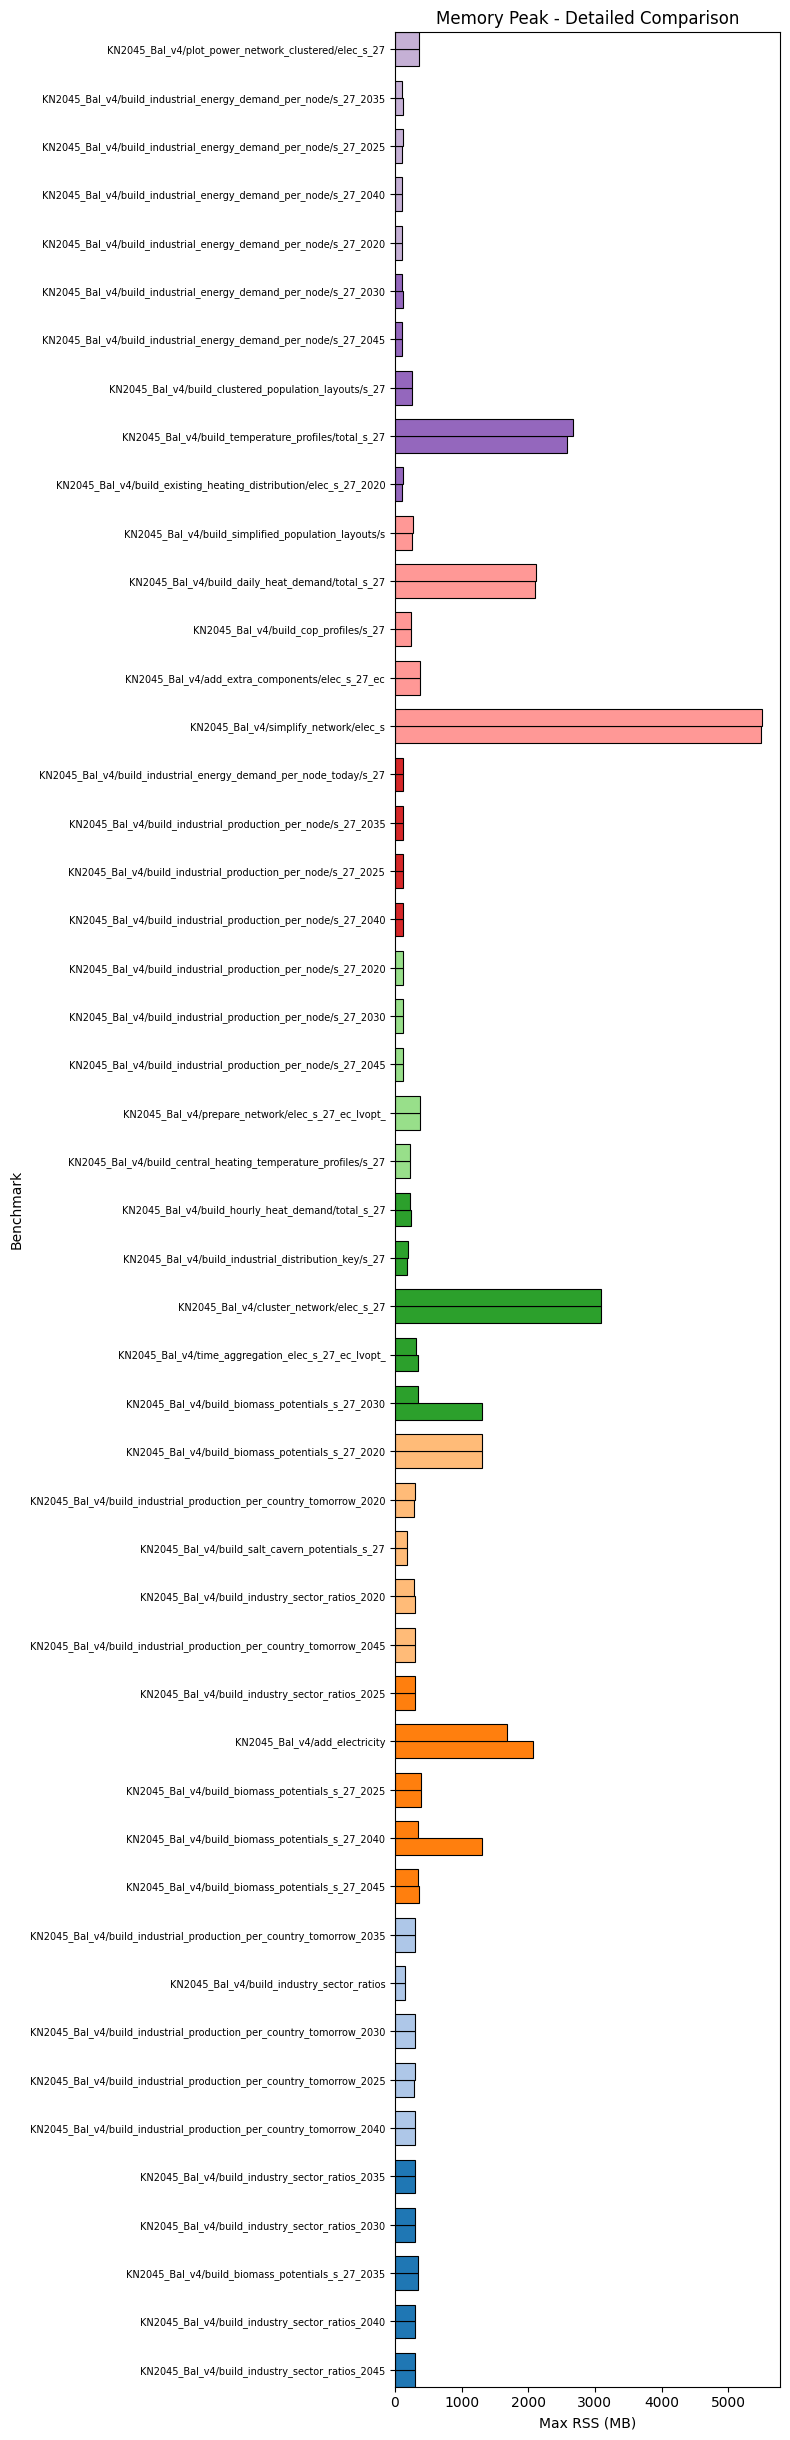 Memory Peak - Detailed Comparison
KN2045_Bal_v4/plot_power_network_clustered/elec_s_27
KN2045_Bal_v4/build_industrial_energy_demand_per_node/s_27_2035
KN2045_Bal_v4/build_industrial_energy_demand_per_node/s_27_2025
KN2045_Bal_v4/build_industrial_energy_demand_per_node/s_27_2040
KN2045_Bal_v4/build_industrial_energy_demand_per_node/s_27_2020
KN2045_Bal_v4/build_industrial_energy_demand_per_node/s_27_2030
KN2045_Bal_v4/build_industrial_energy_demand_per_node/s_27_2045
KN2045_Bal_v4/build_clustered_population_layouts/s_27
KN2045_Bal_v4/build_temperature_profiles/total_s_27
KN2045_Bal_v4/build_existing_heating_distribution/elec_s_27_2020
KN2045_Bal_v4/build_simplified_population_layouts/s
KN2045_Bal_v4/build_daily_heat_demand/total_s_27
KN2045_Bal_v4/build_cop_profiles/s_27
KN2045_Bal_v4/add_extra_components/elec_s_27_ec
KN2045_Bal_v4/simplify_network/elec_s
KN2045_Bal_v4/build_industrial_energy_demand_per_node_today/s_27
KN2045_Bal_v4/build_industrial_production_per_node/s_27_2035
KN2045_Bal_v4/build_industrial_production_per_node/s_27_2025
KN2045_Bal_v4/build_industrial_production_per_node/s_27_2040
KN2045_Bal_v4/build_industrial_production_per_node/s_27_2020
KN2045_Bal_v4/build_industrial_production_per_node/s_27_2030
KN2045_Bal_v4/build_industrial_production_per_node/s_27_2045
KN2045_Bal_v4/prepare_network/elec_s_27_ec_lvopt_
KN2045_Bal_v4/build_central_heating_temperature_profiles/s_27
KN2045_Bal_v4/build_hourly_heat_demand/total_s_27
KN2045_Bal_v4/build_industrial_distribution_key/s_27
KN2045_Bal_v4/cluster_network/elec_s_27
KN2045_Bal_v4/time_aggregation_elec_s_27_ec_lvopt_
KN2045_Bal_v4/build_biomass_potentials_s_27_2030
KN2045_Bal_v4/build_biomass_potentials_s_27_2020
KN2045_Bal_v4/build_industrial_production_per_country_tomorrow_2020
KN2045_Bal_v4/build_salt_cavern_potentials_s_27
KN2045_Bal_v4/build_industry_sector_ratios_2020
KN2045_Bal_v4/build_industrial_production_per_country_tomorrow_2045
KN2045_Bal_v4/build_industry_sector_ratios_2025
KN2045_Bal_v4/add_electricity
KN2045_Bal_v4/build_biomass_potentials_s_27_2025
KN2045_Bal_v4/build_biomass_potentials_s_27_2040
KN2045_Bal_v4/build_biomass_potentials_s_27_2045
KN2045_Bal_v4/build_industrial_production_per_country_tomorrow_2035
KN2045_Bal_v4/build_industry_sector_ratios
KN2045_Bal_v4/build_industrial_production_per_country_tomorrow_2030
KN2045_Bal_v4/build_industrial_production_per_country_tomorrow_2025
KN2045_Bal_v4/build_industrial_production_per_country_tomorrow_2040
KN2045_Bal_v4/build_industry_sector_ratios_2035
KN2045_Bal_v4/build_industry_sector_ratios_2030
KN2045_Bal_v4/build_biomass_potentials_s_27_2035
KN2045_Bal_v4/build_industry_sector_ratios_2040
KN2045_Bal_v4/build_industry_sector_ratios_2045
Benchmark
0 1000 2000 3000 4000 5000
Max RSS (MB)